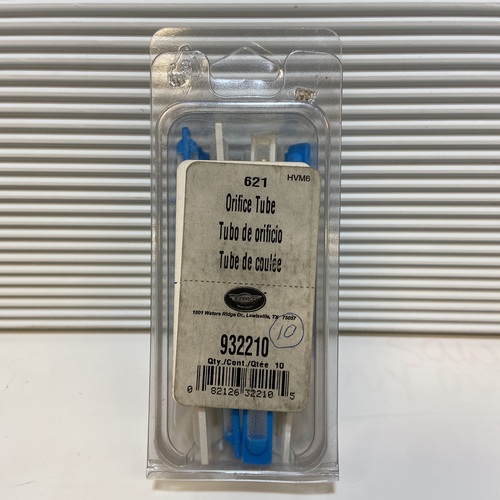 621
HVM6
Orifice Tube
Tubo de orificio
Tube de coulée
1801 Waters Ridge Dr., Lewisville, TX 75057
10
932210
Qty./Cont./Qtée 10
0 82126 32210 5